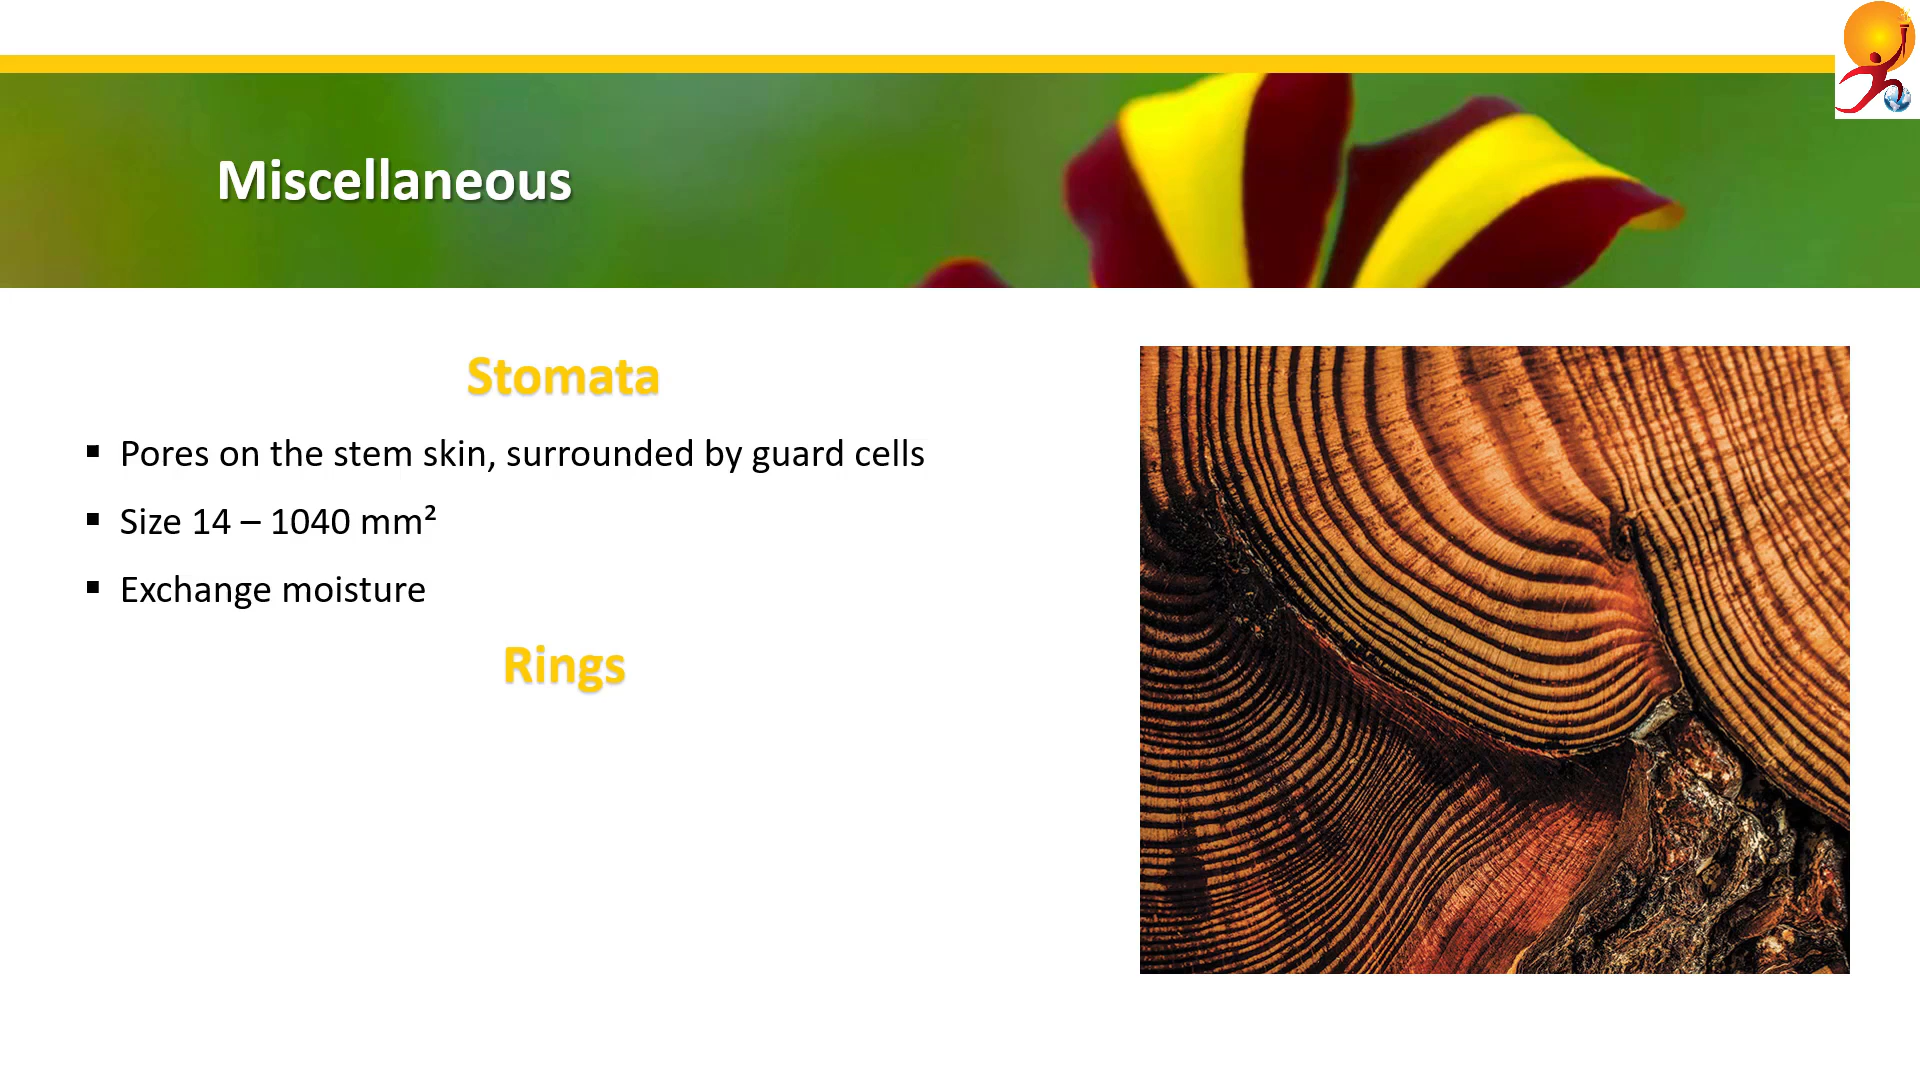 Miscellaneous
Stomata
▪ Pores on the stem skin, surrounded by guard cells
▪ Size 14 – 1040 mm²
▪ Exchange moisture
Rings